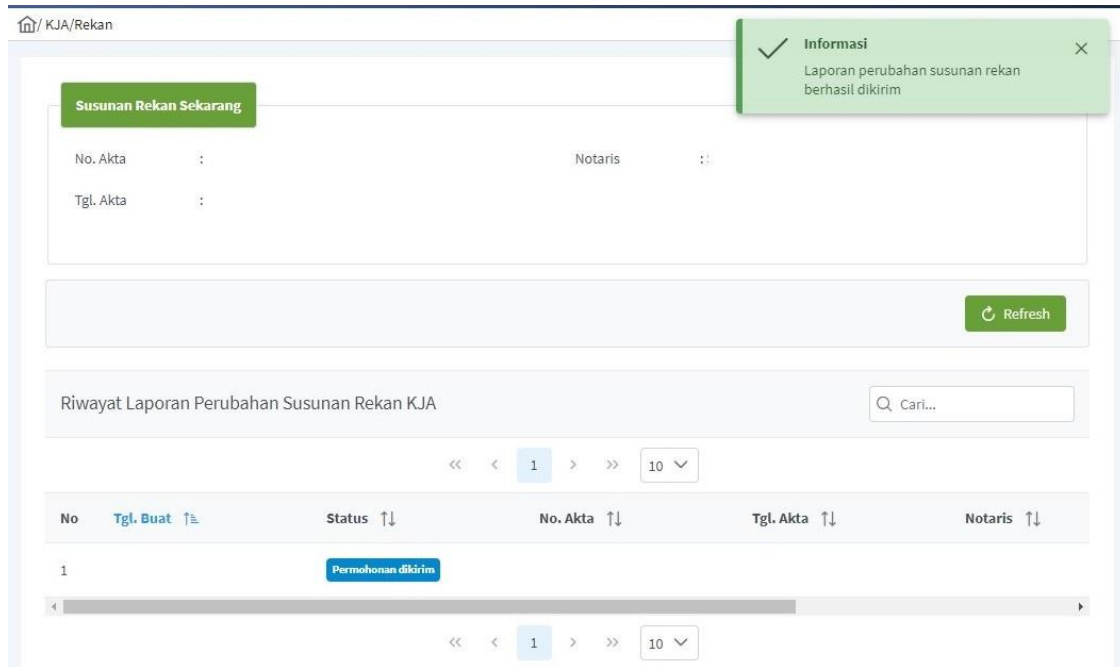 / KJA/Rekan
Informasi
Laporan perubahan susunan rekan
berhasil dikirim
Susunan Rekan Sekarang
No. Akta :
Notaris :
Tgl. Akta :
Refresh
Riwayat Laporan Perubahan Susunan Rekan KJA
Cari...
<< < 1 > >> 10
No Tgl. Buat Status No. Akta Tgl. Akta Notaris
1 Permohonan dikirim
<< < 1 > >> 10